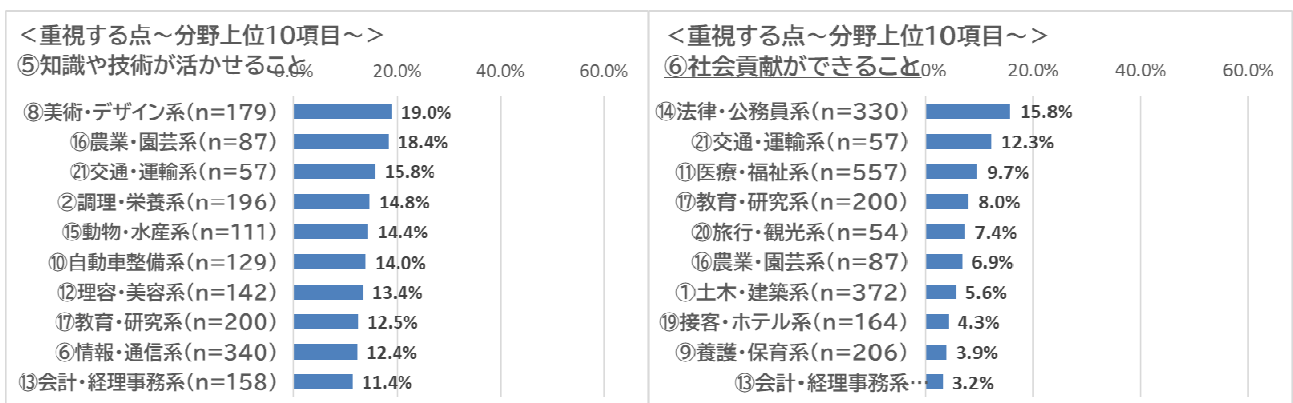 ＜重視する点～分野上位10項目～＞
⑤知識や技術が活かせること
0.0% 20.0% 40.0% 60.0%
⑧美術・デザイン系（n=179） 19.0%
⑯農業・園芸系（n=87） 18.4%
㉑交通・運輸系（n=57） 15.8%
②調理・栄養系（n=196） 14.8%
⑮動物・水産系（n=111） 14.4%
⑩自動車整備系（n=129） 14.0%
⑫理容・美容系（n=142） 13.4%
⑰教育・研究系（n=200） 12.5%
⑥情報・通信系（n=340） 12.4%
⑬会計・経理事務系（n=158） 11.4%
＜重視する点～分野上位10項目～＞
⑥社会貢献ができること
0% 20.0% 40.0% 60.0%
⑭法律・公務員系（n=330） 15.8%
㉑交通・運輸系（n=57） 12.3%
⑪医療・福祉系（n=557） 9.7%
⑰教育・研究系（n=200） 8.0%
⑳旅行・観光系（n=54） 7.4%
⑯農業・園芸系（n=87） 6.9%
①土木・建築系（n=372） 5.6%
⑲接客・ホテル系（n=164） 4.3%
⑨養護・保育系（n=206） 3.9%
⑬会計・経理事務系… 3.2%